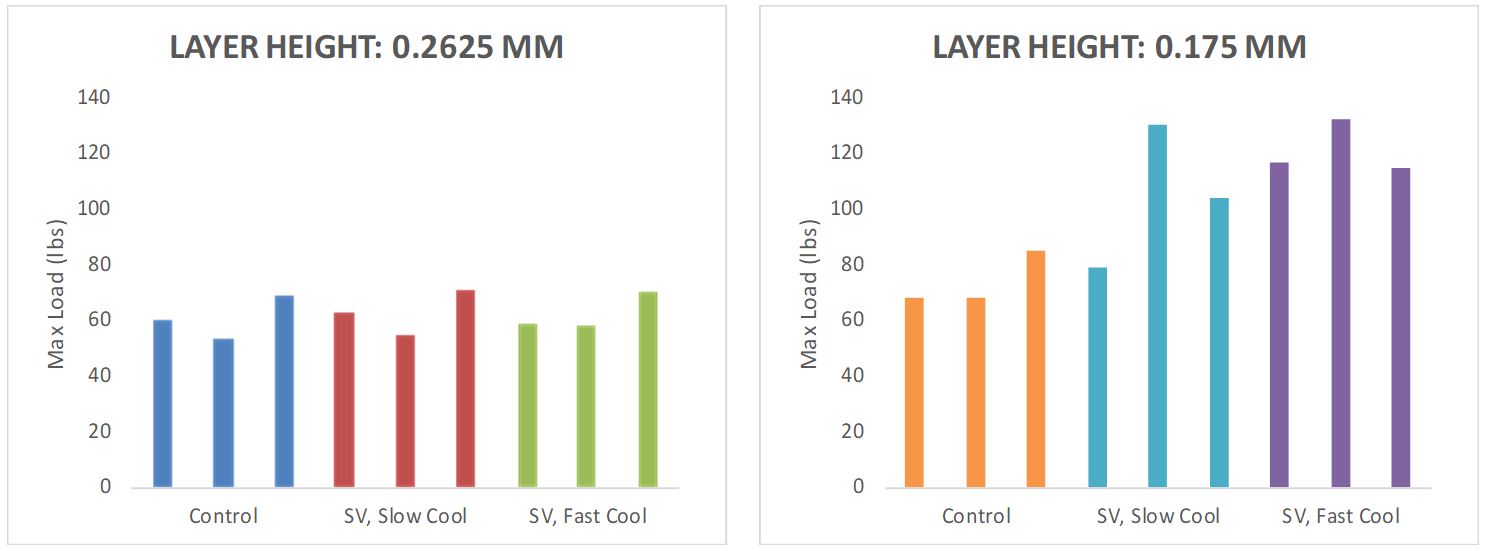 LAYER HEIGHT: 0.2625 MM
140
120
100
80
60
40
20
0
Max Load (lbs)
Control
SV, Slow Cool
SV, Fast Cool
LAYER HEIGHT: 0.175 MM
140
120
100
80
60
40
20
0
Max Load (lbs)
Control
SV, Slow Cool
SV, Fast Cool